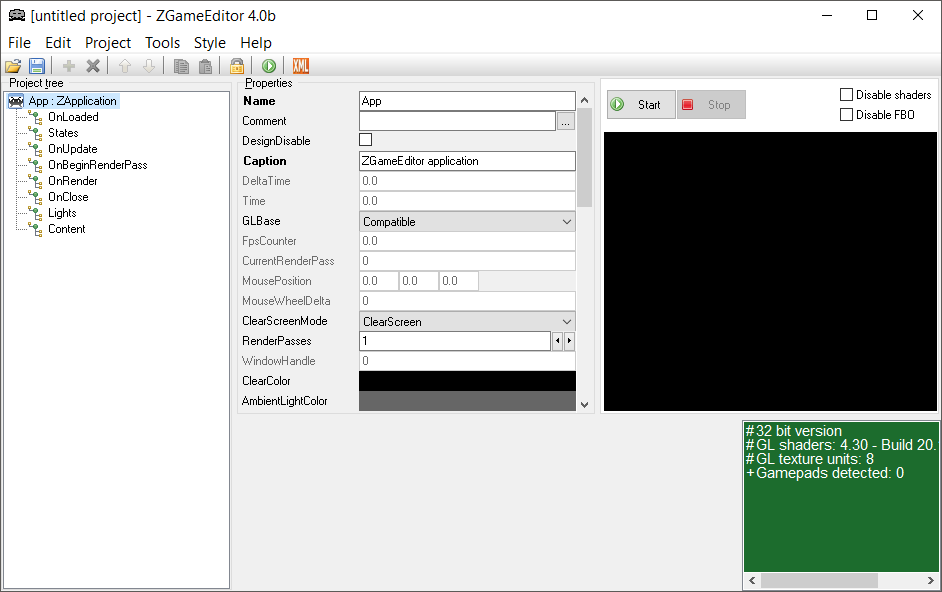 [untitled project] - ZGameEditor 4.0b
File Edit Project Tools Style Help
XML
Project tree
App : ZApplication
OnLoaded
States
OnUpdate
OnBeginRenderPass
OnRender
OnClose
Lights
Content
Properties
Name App
Comment ...
DesignDisable
Caption ZGameEditor application
DeltaTime 0.0
Time 0.0
GLBase Compatible
FpsCounter 0.0
CurrentRenderPass 0
MousePosition 0.0 0.0 0.0
MouseWheelDelta 0
ClearScreenMode ClearScreen
RenderPasses 1
WindowHandle 0
ClearColor
AmbientLightColor
Start Stop
Disable shaders
Disable FBO
#32 bit version
#GL shaders: 4.30 - Build 20.
#GL texture units: 8
+Gamepads detected: 0